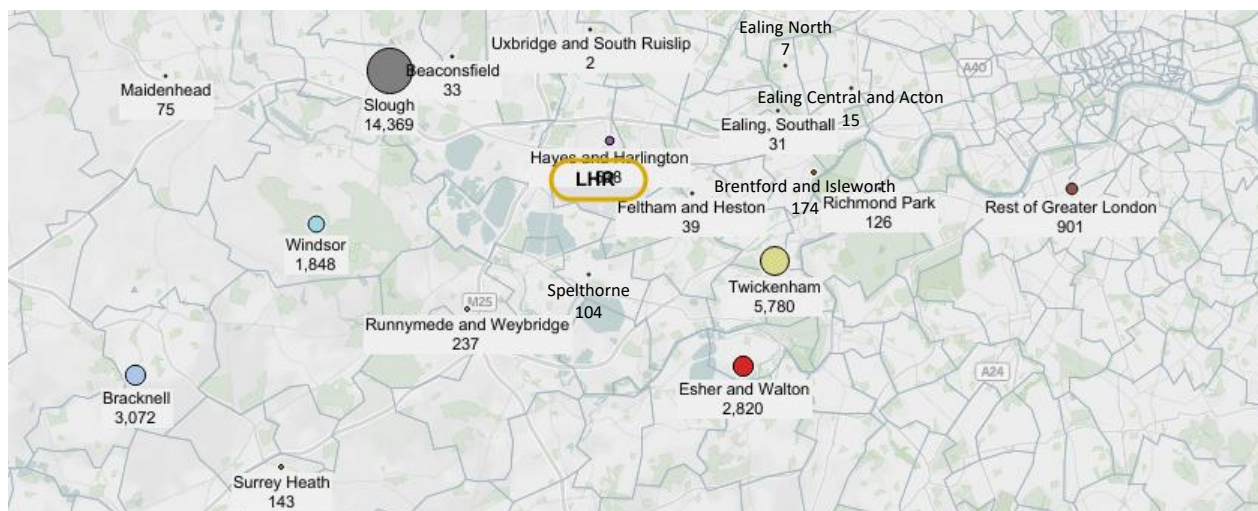 Ealing North
7
Uxbridge and South Ruislip
2
Beaconsfield
33
Maidenhead
75
Slough
14,369
A40
Ealing Central and Acton
15
Ealing, Southall
31
Hayes and Harlington
LHR
Brentford and Isleworth
174
Richmond Park
126
Feltham and Heston
39
Rest of Greater London
901
Windsor
1,848
Twickenham
5,780
Spelthorne
104
M25
Runnymede and Weybridge
237
Esher and Walton
2,820
A24
Bracknell
3,072
Surrey Heath
143